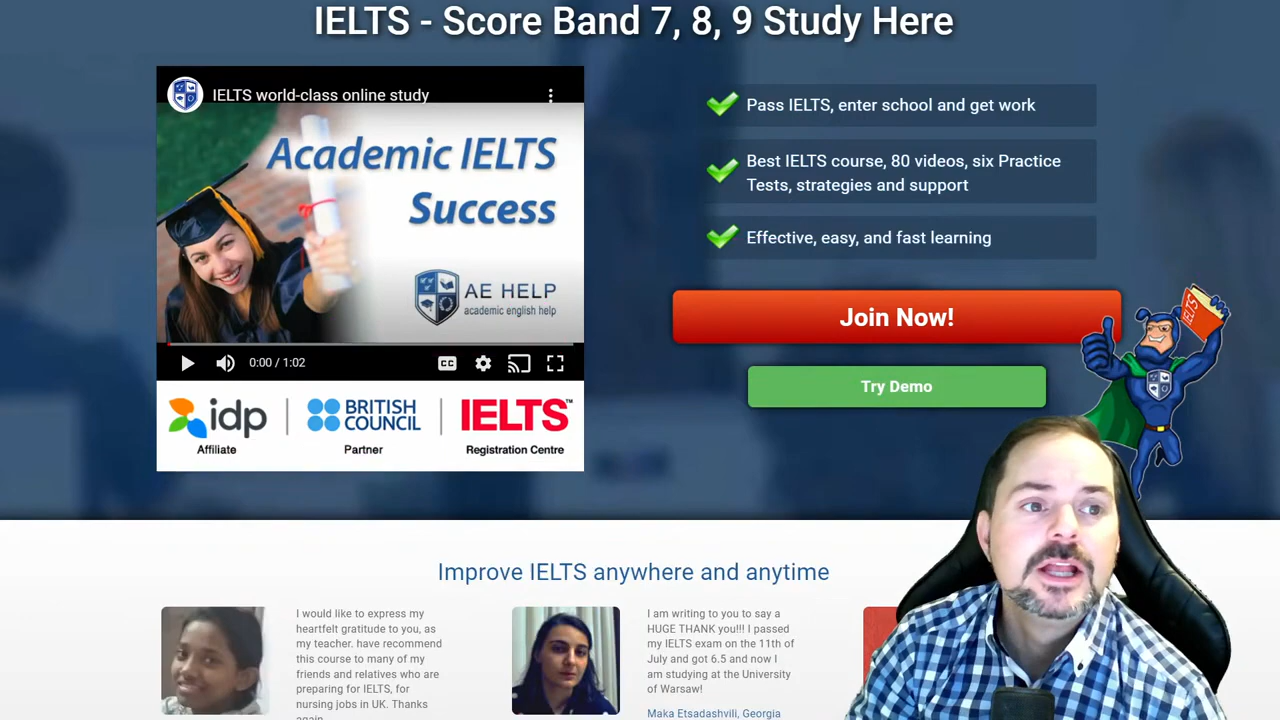 IELTS - Score Band 7, 8, 9 Study Here
IELTS world-class online study
Academic IELTS
Success
AE HELP
academic english help
0:00 / 1:02
CC
idp
Affiliate
BRITISH
COUNCIL
Partner
IELTS™
Registration Centre
Pass IELTS, enter school and get work
Best IELTS course, 80 videos, six Practice
Tests, strategies and support
Effective, easy, and fast learning
Join Now!
Try Demo
IELTS
Improve IELTS anywhere and anytime
I would like to express my
heartfelt gratitude to you, as
my teacher. have recommend
this course to many of my
friends and relatives who are
preparing for IELTS, for
nursing jobs in UK. Thanks
again
I am writing to you to say a
HUGE THANK you!!! I passed
my IELTS exam on the 11th of
July and got 6.5 and now I
am studying at the University
of Warsaw!
Maka Etsadashvili, Georgia